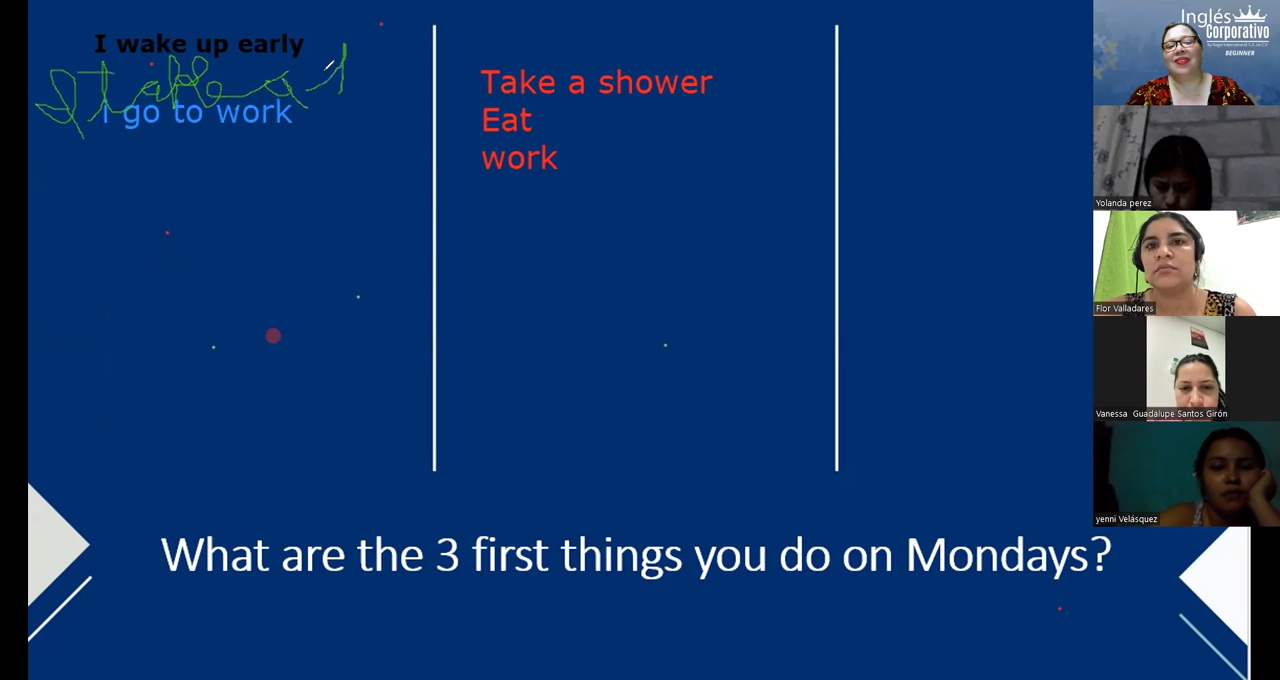 I wake up early
I take a
I go to work
Take a shower
Eat
work
What are the 3 first things you do on Mondays?
Inglés
Corporativo
BEGINNER
Yolanda perez
Flor Valladares
Vanessa Guadalupe Santos Girón
yenni Velásquez